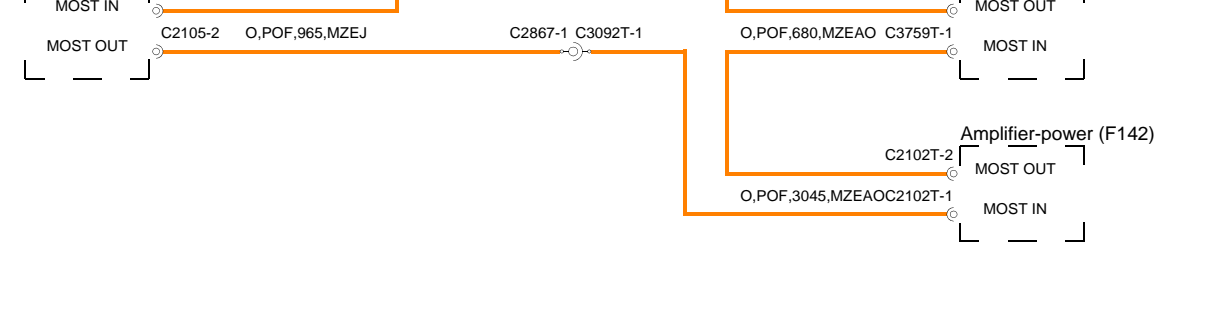 MOST IN
MOST OUT
C2105-2 O,POF,965,MZEJ C2867-1 C3092T-1 O,POF,680,MZEAO C3759T-1
MOST OUT
MOST IN
Amplifier-power (F142)
C2102T-2
MOST OUT
O,POF,3045,MZEAOC2102T-1
MOST IN